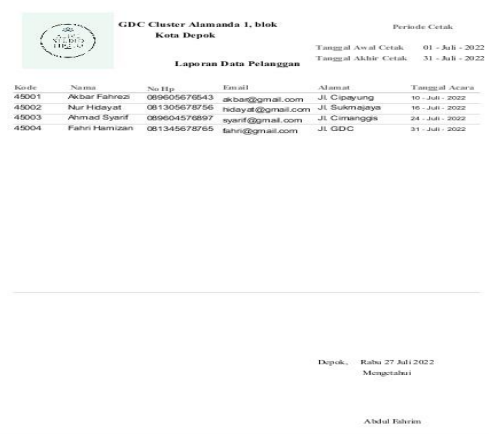 STUDIO
GDC Cluster Alamanda 1, blok
Kota Depok
Periode Cetak
Tanggal Awal Cetak 01 - Juli - 2022
Tanggal Akhir Cetak 31 - Juli - 2022
Laporan Data Pelanggan
Kode Nama No Hp Email Alamat Tanggal Acara
45001 Akbar Fahrezi 089605676543 akbar@gmail.com Jl. Cipayung 10 - Juli - 2022
45002 Nur Hidayat 081305678756 hidayat@gmail.com Jl. Sukmajaya 16 - Juli - 2022
45003 Ahmad Syarif 089604576897 syarif@gmail.com Jl. Cimanggis 24 - Juli - 2022
45004 Fahri Hamizan 081345678765 fahri@gmail.com Jl. GDC 31 - Juli - 2022
Depok, Rabu 27 Juli 2022
Mengetahui
Abdul Fahrim